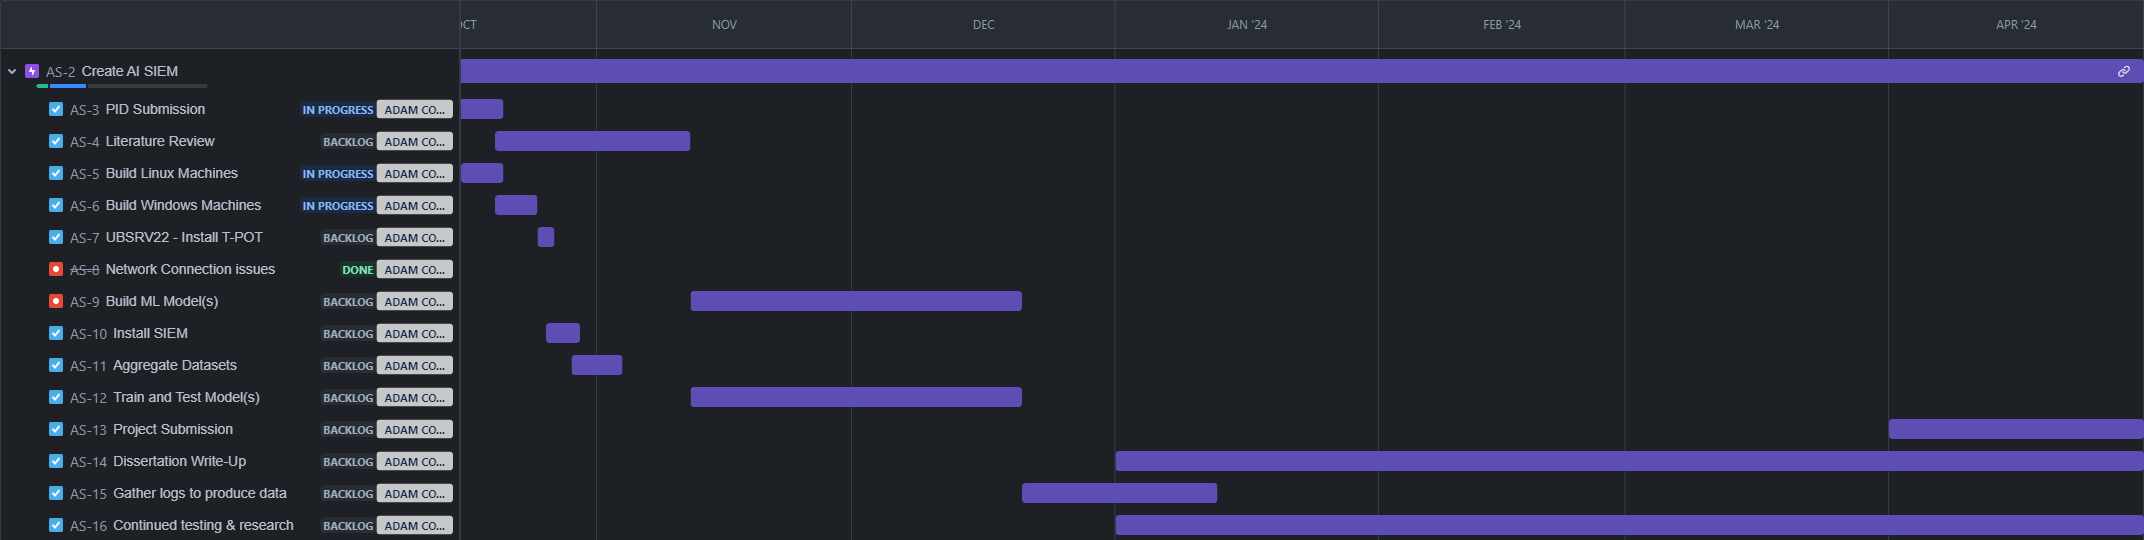 OCT NOV DEC JAN '24 FEB '24 MAR '24 APR '24
AS-2 Create AI SIEM
AS-3 PID Submission IN PROGRESS ADAM CO...
AS-4 Literature Review BACKLOG ADAM CO...
AS-5 Build Linux Machines IN PROGRESS ADAM CO...
AS-6 Build Windows Machines IN PROGRESS ADAM CO...
AS-7 UBSRV22 - Install T-POT BACKLOG ADAM CO...
AS-8 Network Connection issues DONE ADAM CO...
AS-9 Build ML Model(s) BACKLOG ADAM CO...
AS-10 Install SIEM BACKLOG ADAM CO...
AS-11 Aggregate Datasets BACKLOG ADAM CO...
AS-12 Train and Test Model(s) BACKLOG ADAM CO...
AS-13 Project Submission BACKLOG ADAM CO...
AS-14 Dissertation Write-Up BACKLOG ADAM CO...
AS-15 Gather logs to produce data BACKLOG ADAM CO...
AS-16 Continued testing & research BACKLOG ADAM CO...